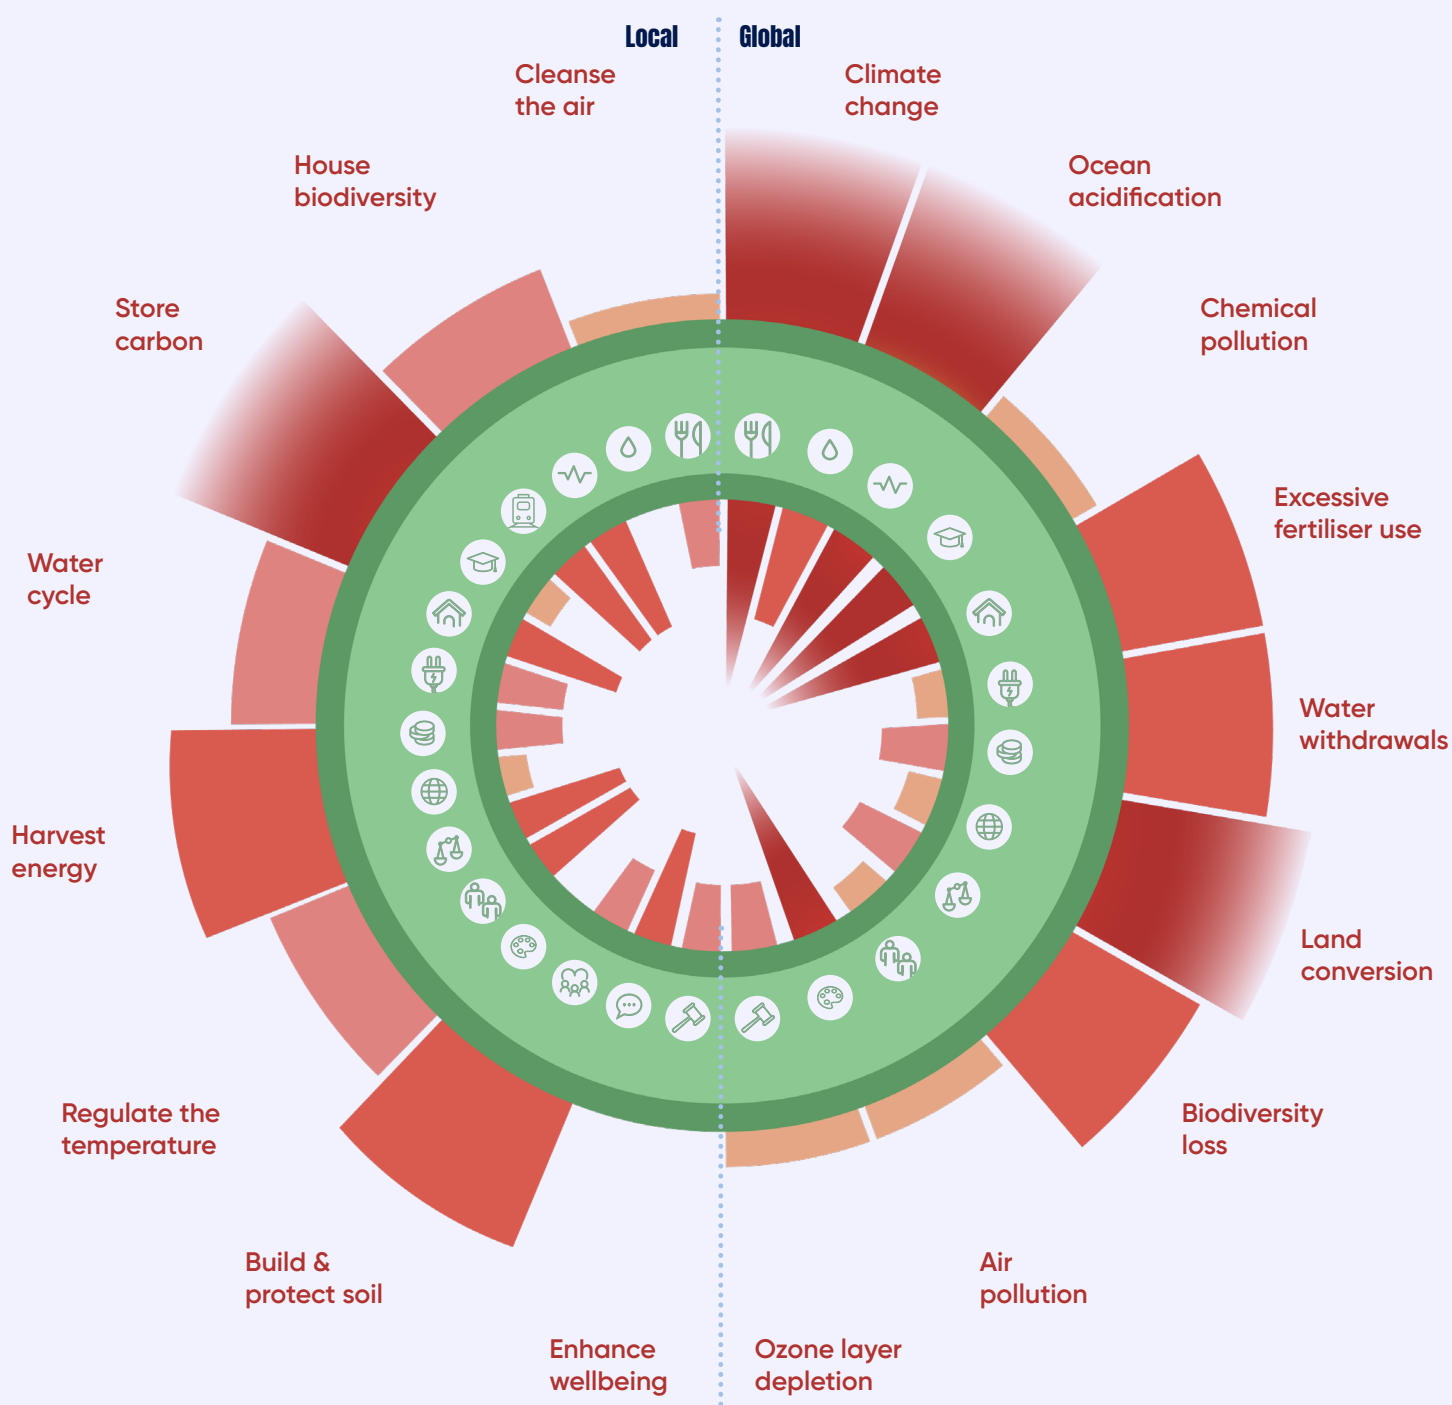 Local
Global
Cleanse
the air
Climate
change
House
biodiversity
Ocean
acidification
Store
carbon
Chemical
pollution
Excessive
fertiliser use
Water
cycle
Water
withdrawals
Harvest
energy
Land
conversion
Regulate the
temperature
Biodiversity
loss
Build &
protect soil
Air
pollution
Enhance
wellbeing
Ozone layer
depletion